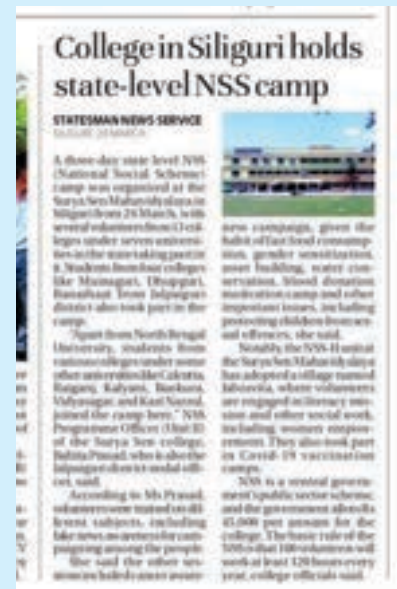 College in Siliguri holds
state-level NSS camp
STATESMAN NEWS SERVICE
SILIGURI, 28 MARCH
A three-day state level NSS
(National Social Scheme)
camp was organized at the
Surya Sen Mahavidyalaya in
Siliguri from 26 March, with
several volunteers from 13 col-
leges under seven universi-
ties in the state taking part in
it. Students from four colleges
like Mainaguri, Dhupguri,
Banarhaat from Jalpaiguri
district also took part in the
camp.
"Apart from North Bengal
University, students from
various colleges under some
other universities like Calcutta,
Raiganj, Kalyani, Bankura,
Vidyasagar, and Kazi Nazrul,
joined the camp here," NSS
Programme Officer (Unit II)
of the Surya Sen college,
Prasad, who is also the
Jalpaiguri district nodal offi-
cer, said.
According to Ms Prasad,
volunteers were trained on dif-
ferent subjects, including
fake news awareness for cam-
paigning among the people.
She said the other ses-
sions included cancer aware-
ness campaign, given the
habit of fast food consump-
tion, gender sensitization,
asset building, water con-
servation, blood donation
motivation camp and other
important issues, including
protecting children from sex-
ual offences, she said.
Notably, the NSS-II unit at
the Surya Sen Mahavidyalaya
has adopted a village named
where volunteers
are engaged in literacy mis-
sion and other social work,
including women empow-
erment. They also took part
in Covid-19 vaccination
camps.
NSS is a central govern-
ment's public sector scheme,
and the government allots Rs
45,000 per annum for the
college. The basic rule of the
NSS is that 100 volunteers will
work at least 120 hours every
year, college officials said.